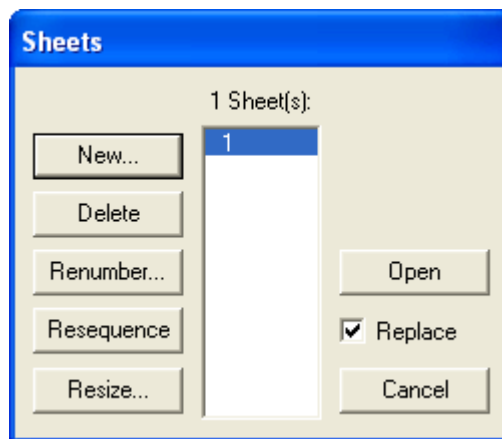 Sheets
1 Sheet(s):
New...
1
Delete
Renumber...
Open
Resequence
Replace
Resize...
Cancel